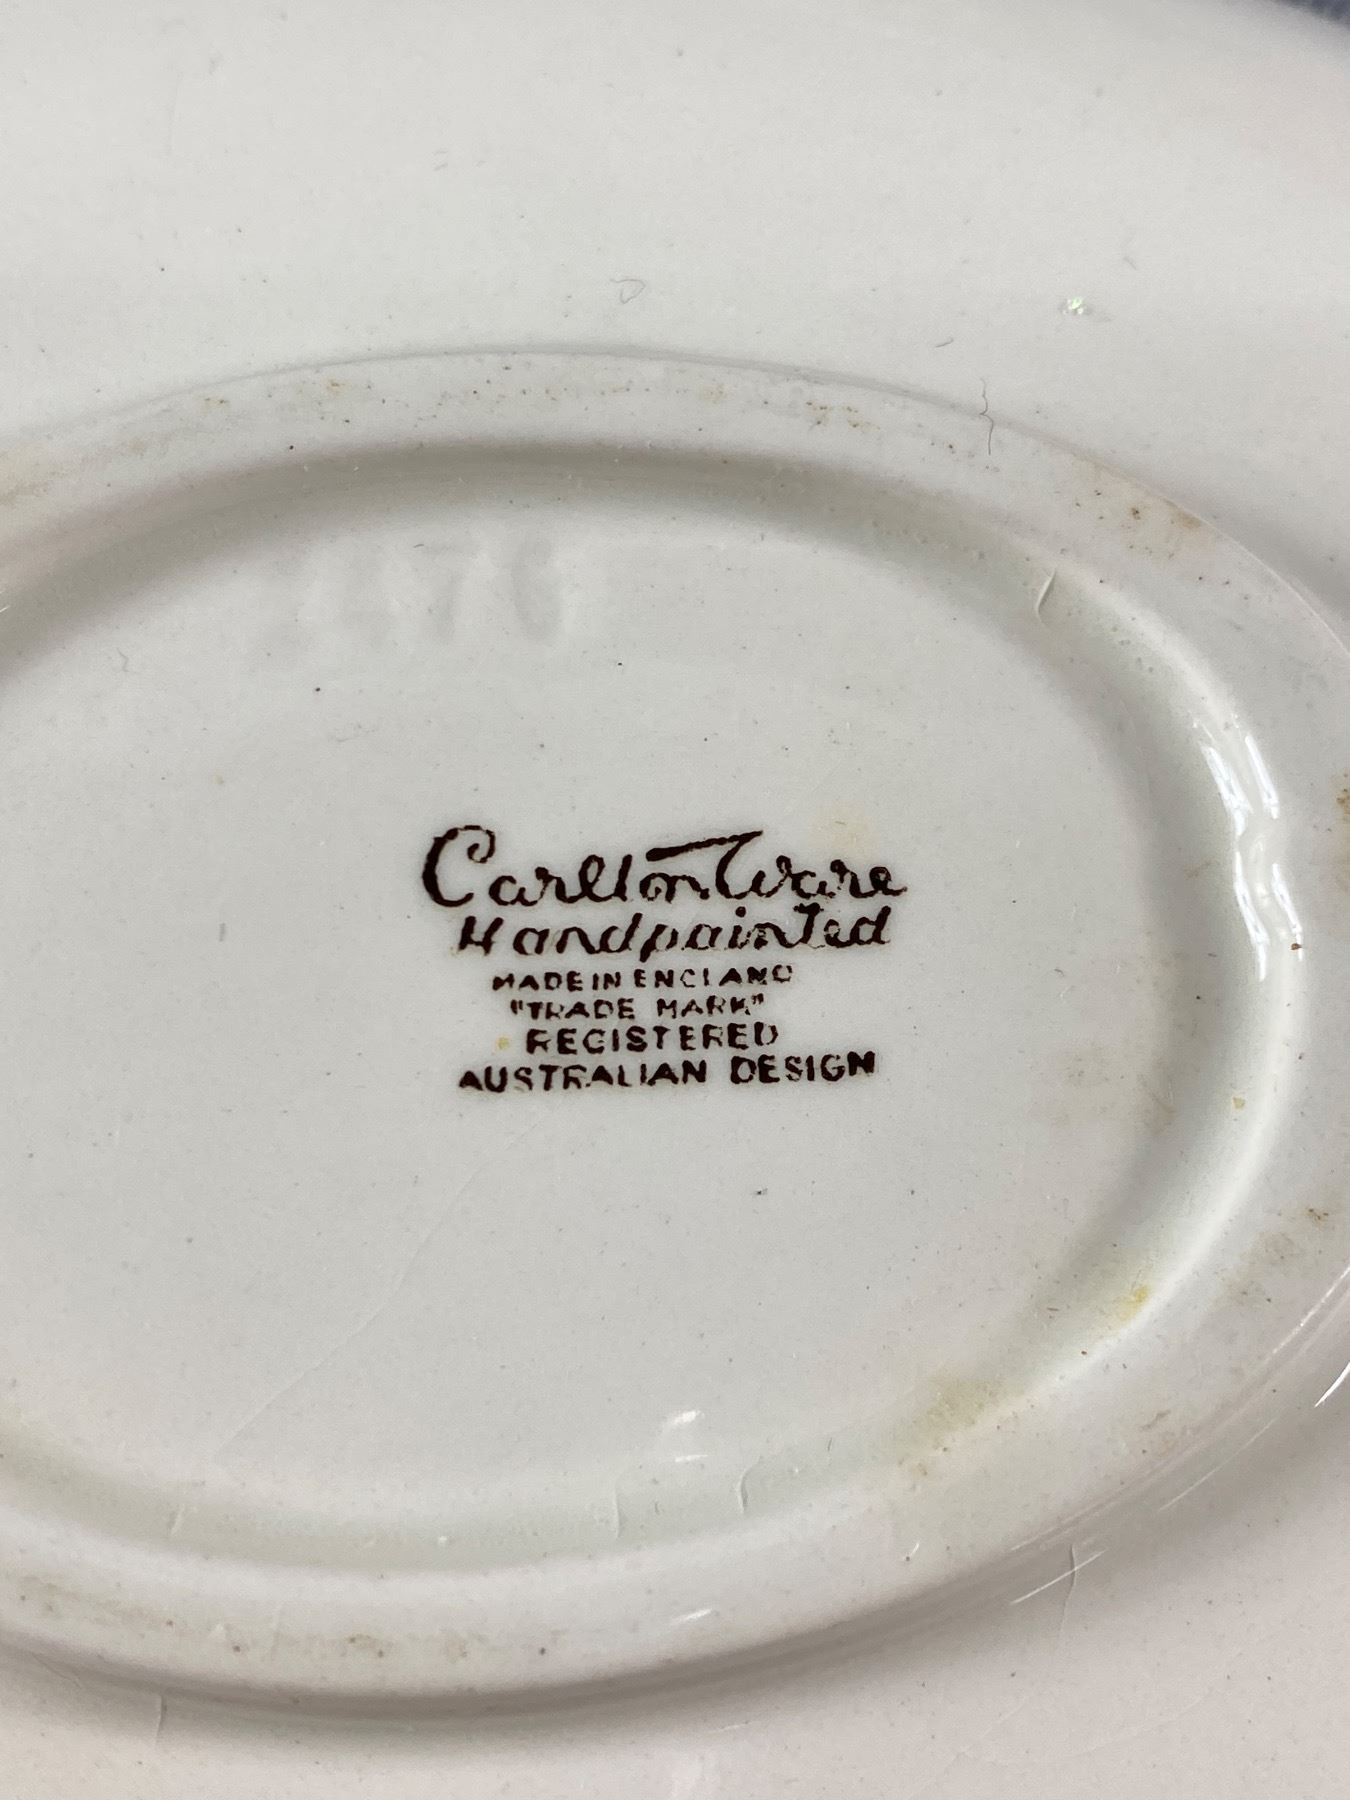 Carlton Ware
Handpainted
MADE IN ENGLAND
"TRADE MARK"
REGISTERED
AUSTRALIAN DESIGN